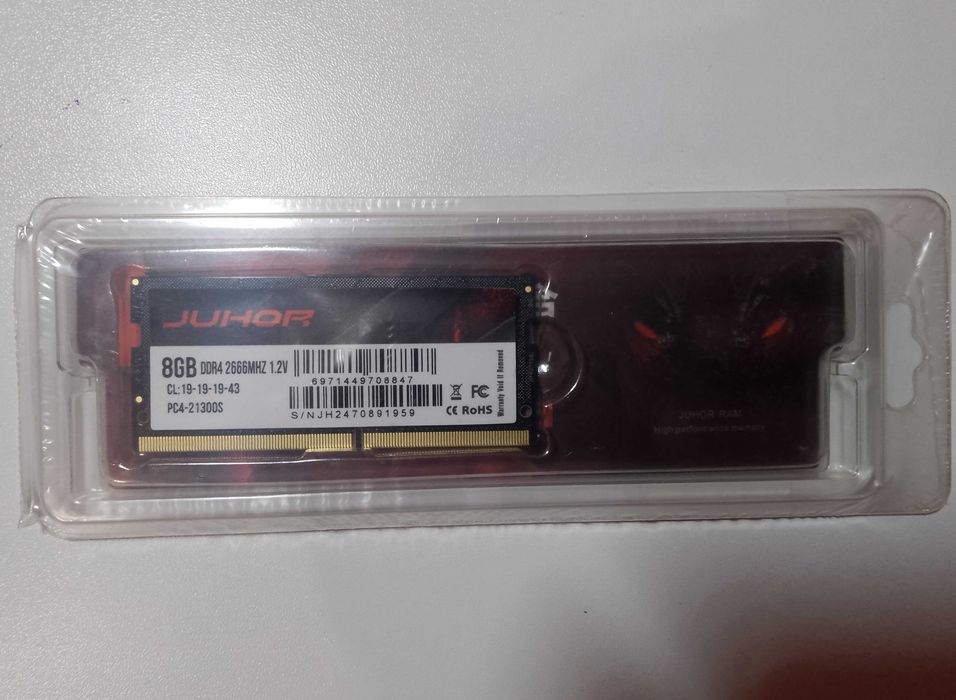 JUHOR
8GB DDR4 2666MHZ 1.2V
CL:19-19-19-43
PC4-21300S
6971449708847
S/NJH2470891959
FC
CE RoHS
Warranty Void If Removed
JUHOR RAM
High performance memory